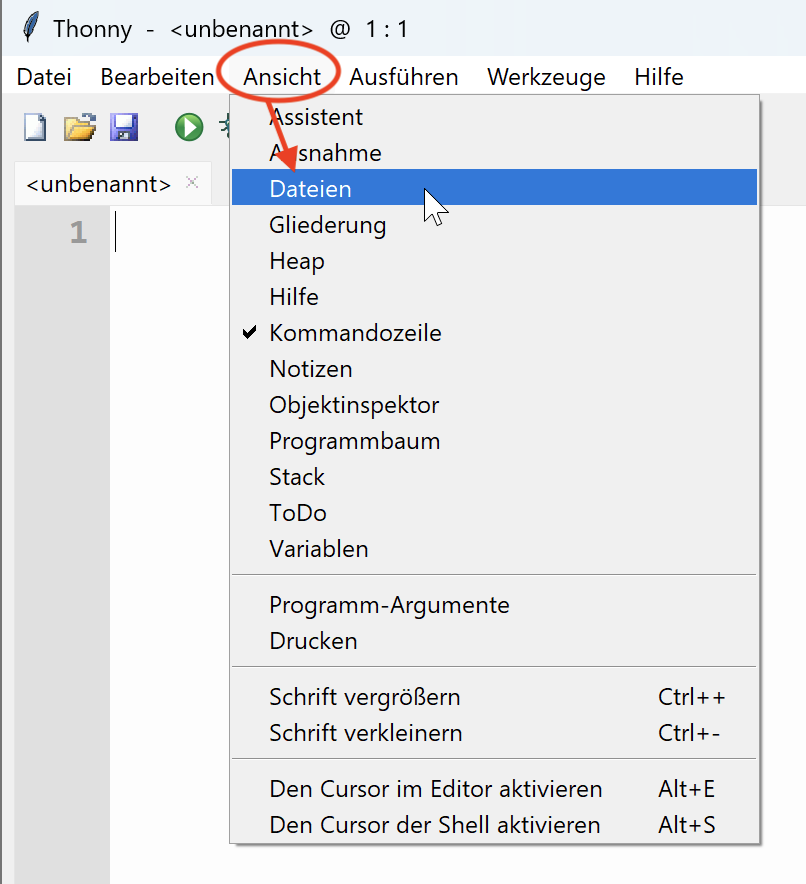 Thonny - <unbenannt> @ 1 : 1
Datei Bearbeiten Ansicht Ausführen Werkzeuge Hilfe
<unbenannt>
1
Assistent
Ausnahme
Dateien
Gliederung
Heap
Hilfe
Kommandozeile
Notizen
Objektinspektor
Programmbaum
Stack
ToDo
Variablen
Programm-Argumente
Drucken
Schrift vergrößern Ctrl++
Schrift verkleinern Ctrl+-
Den Cursor im Editor aktivieren Alt+E
Den Cursor der Shell aktivieren Alt+S